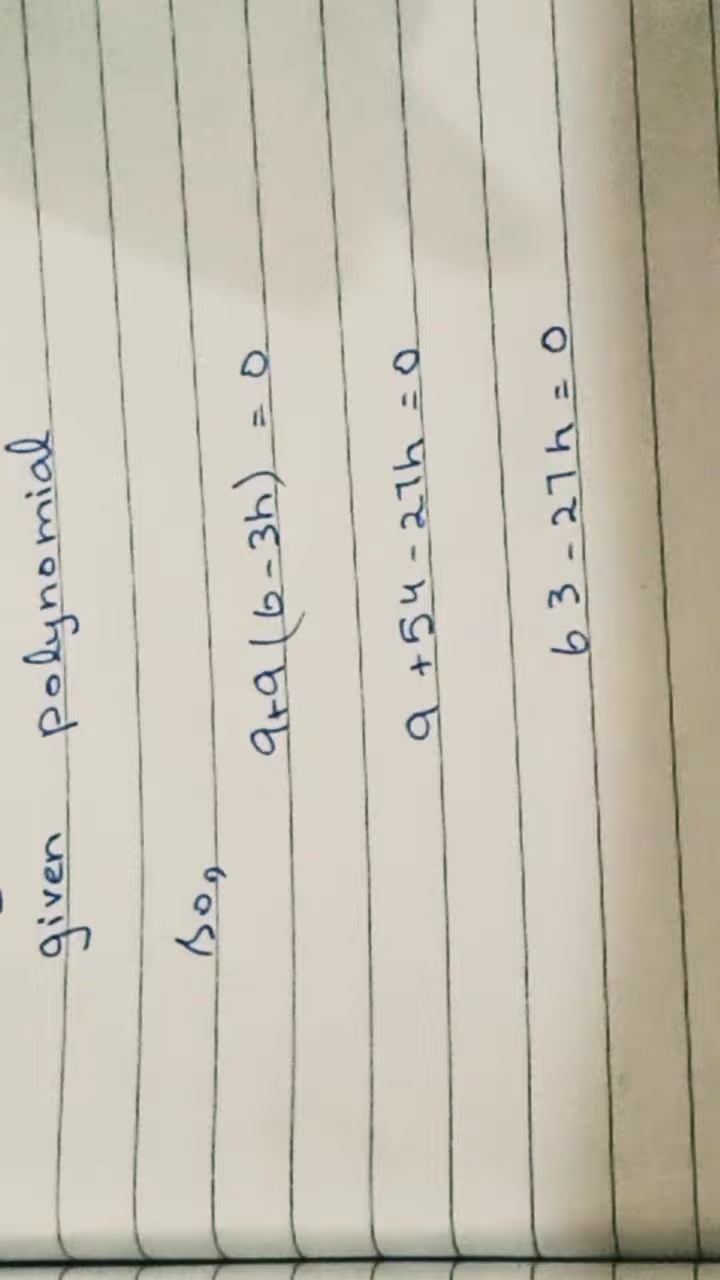 given polynomial
So,
9+9(6-3h) = 0
9+54-27h = 0
63-27h = 0